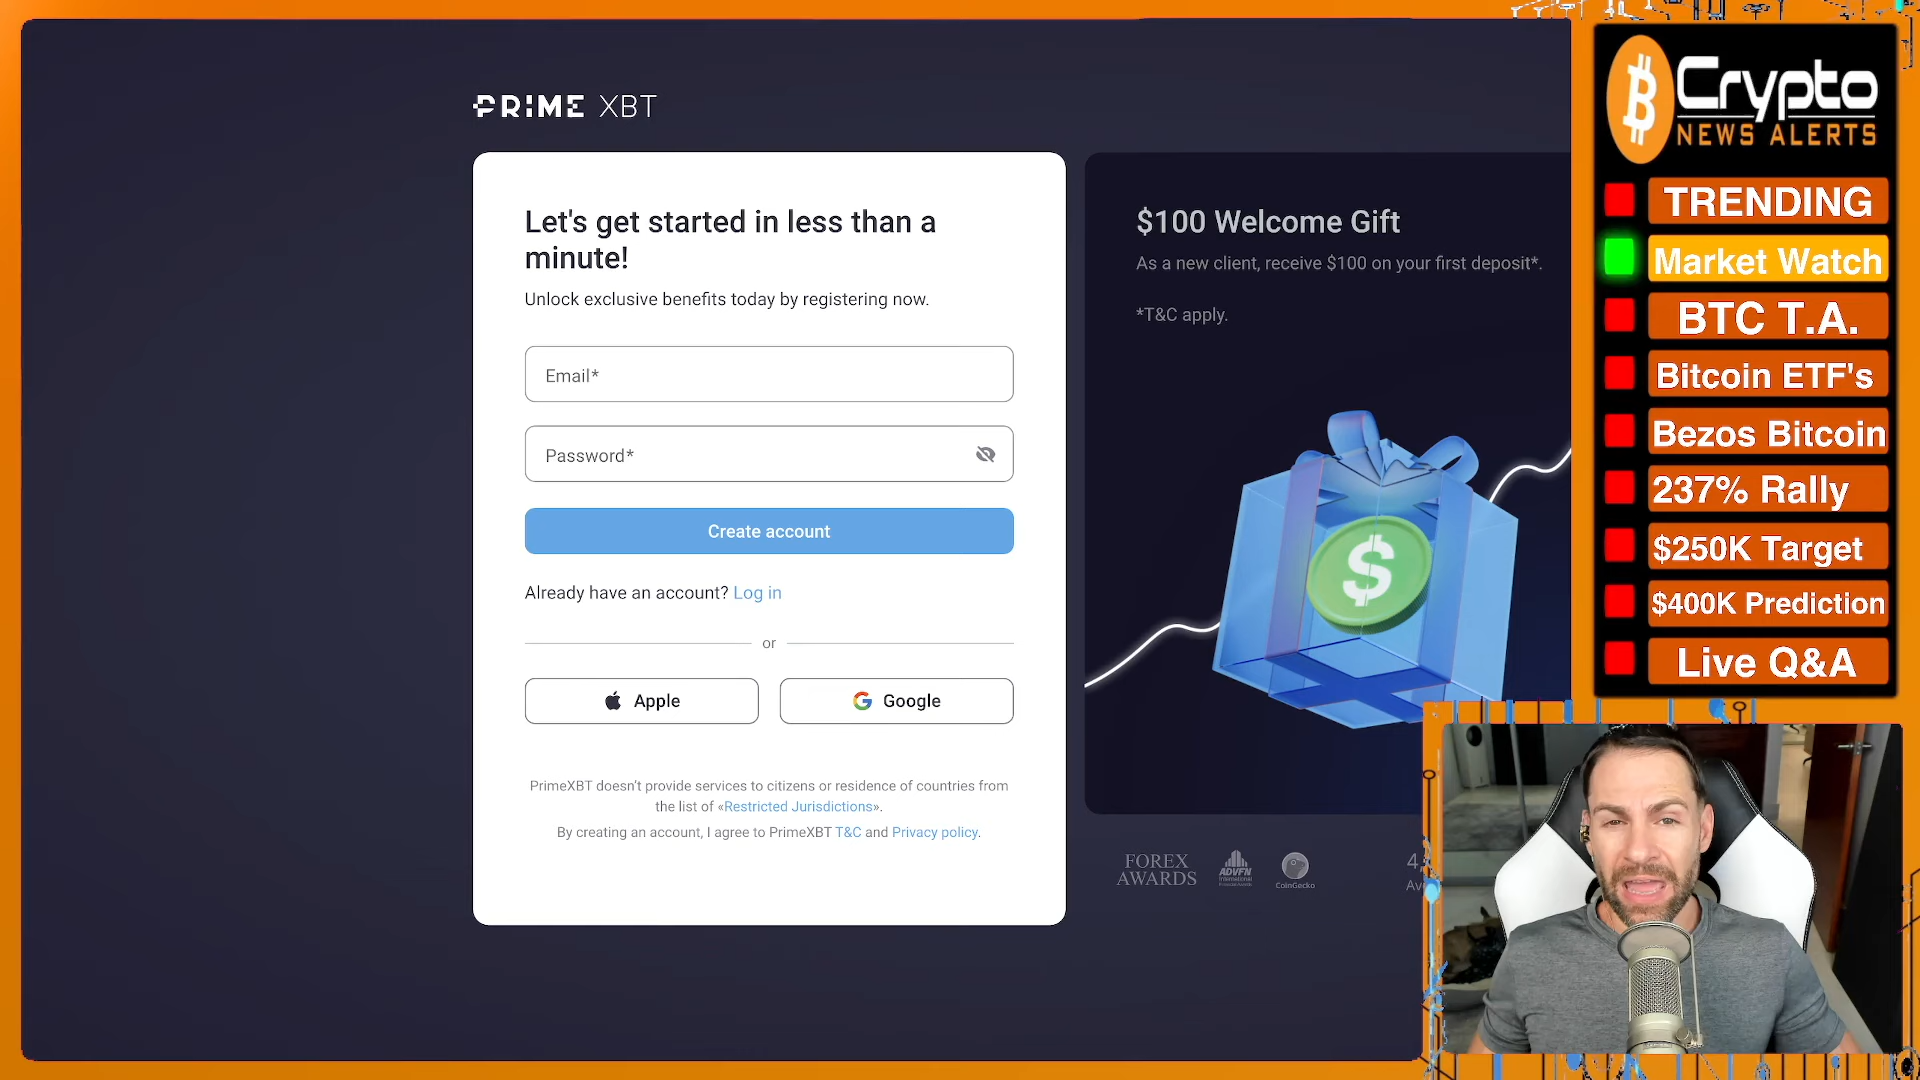 PRIME XBT
Let's get started in less than a
minute!
Unlock exclusive benefits today by registering now.
Email*
Password*
Create account
Already have an account? Log in
or
Apple
Google
PrimeXBT doesn't provide services to citizens or residence of countries from
the list of «Restricted Jurisdictions».
By creating an account, I agree to PrimeXBT T&C and Privacy policy.
$100 Welcome Gift
As a new client, receive $100 on your first deposit*.
*T&C apply.
$
FOREX
AWARDS
ADVFN
International
CoinGecko
Crypto
NEWS ALERTS
TRENDING
Market Watch
BTC T.A.
Bitcoin ETF's
Bezos Bitcoin
237% Rally
$250K Target
$400K Prediction
Live Q&A